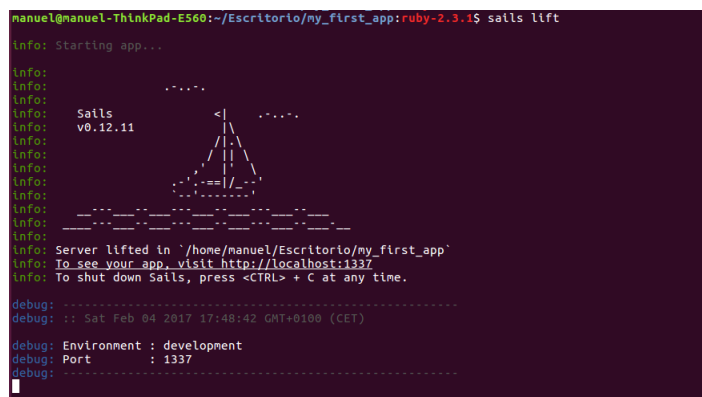 manuel@manuel-ThinkPad-E560:~/Escritorio/my_first_app:ruby-2.3.1$ sails lift
info: Starting app...
info:
info:                 .-..-.
info:
info:    Sails              <|    .-..-.
info:    v0.12.11            |\
info:                       /|.\
info:                      / || \
info:                    ,'  |'  \
info:                 .-'.-==|/_--'
info:                 `--'-------'
info:    __---___--___---___--___---___--___
info:  ____---___--___---___--___---___--___-__
info:
info: Server lifted in `/home/manuel/Escritorio/my_first_app`
info: To see your app, visit http://localhost:1337
info: To shut down Sails, press <CTRL> + C at any time.
debug: -------------------------------------------------------
debug: :: Sat Feb 04 2017 17:48:42 GMT+0100 (CET)
debug: Environment : development
debug: Port        : 1337
debug: -------------------------------------------------------